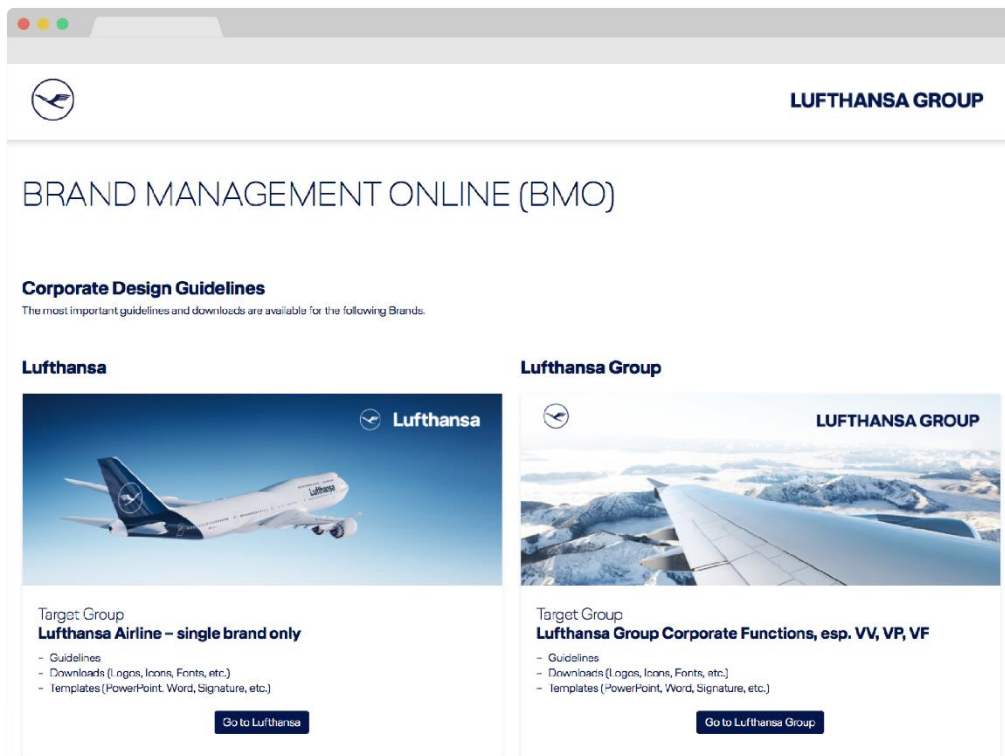 LUFTHANSA GROUP
BRAND MANAGEMENT ONLINE (BMO)
Corporate Design Guidelines
The most important guidelines and downloads are available for the following Brands.
Lufthansa
Lufthansa
Lufthansa
Target Group
Lufthansa Airline – single brand only
– Guidelines
– Downloads (Logos, Icons, Fonts, etc.)
– Templates (PowerPoint, Word, Signature, etc.)
Go to Lufthansa
Lufthansa Group
LUFTHANSA GROUP
Target Group
Lufthansa Group Corporate Functions, esp. VV, VP, VF
– Guidelines
– Downloads (Logos, Icons, Fonts, etc.)
– Templates (PowerPoint, Word, Signature, etc.)
Go to Lufthansa Group